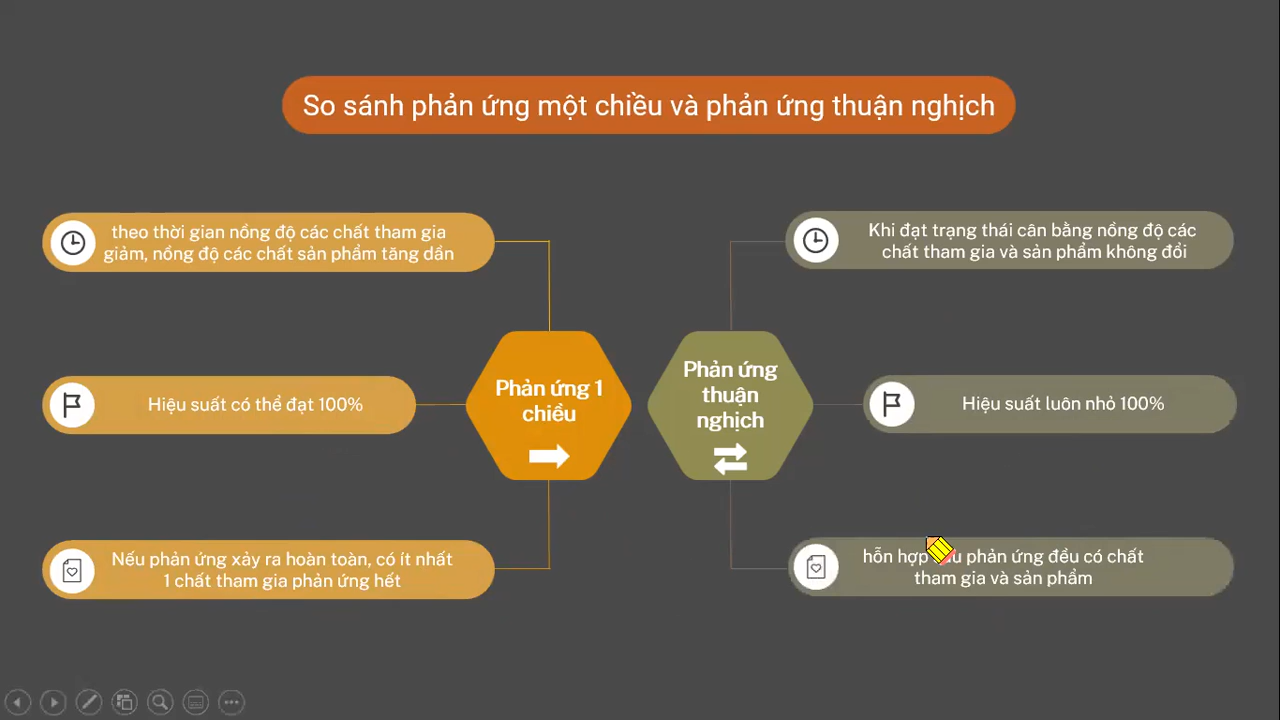 So sánh phản ứng một chiều và phản ứng thuận nghịch
theo thời gian nồng độ các chất tham gia
giảm, nồng độ các chất sản phẩm tăng dần
Khi đạt trạng thái cân bằng nồng độ các
chất tham gia và sản phẩm không đổi
Phản ứng 1
chiều
Phản ứng
thuận
nghịch
Hiệu suất có thể đạt 100%
Hiệu suất luôn nhỏ 100%
Nếu phản ứng xảy ra hoàn toàn, có ít nhất
1 chất tham gia phản ứng hết
hỗn hợp phản ứng đều có chất
tham gia và sản phẩm